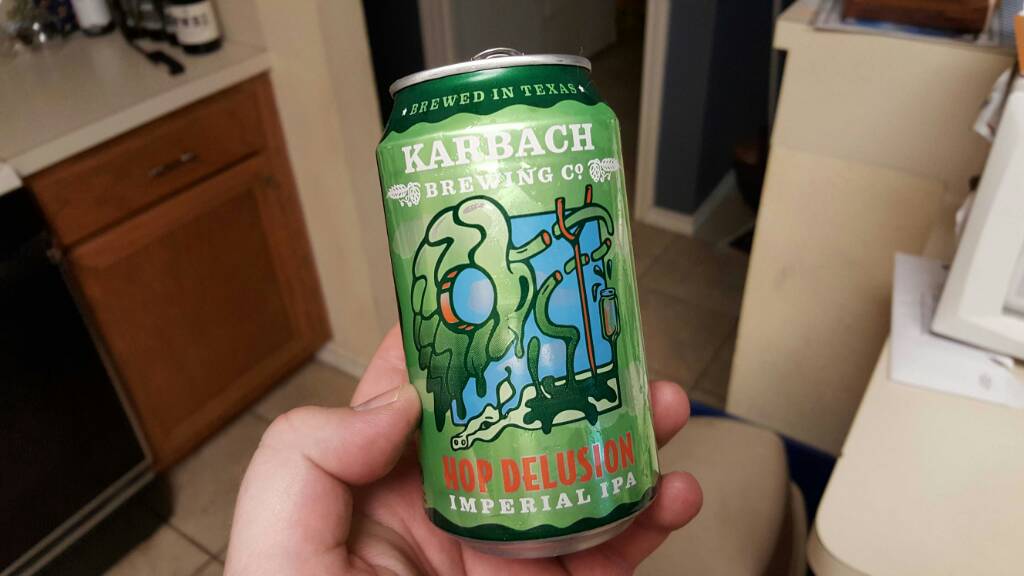 ★ BREWED IN TEXAS ★
KARBACH
BREWING Cº
HOP DELUSION
IMPERIAL IPA